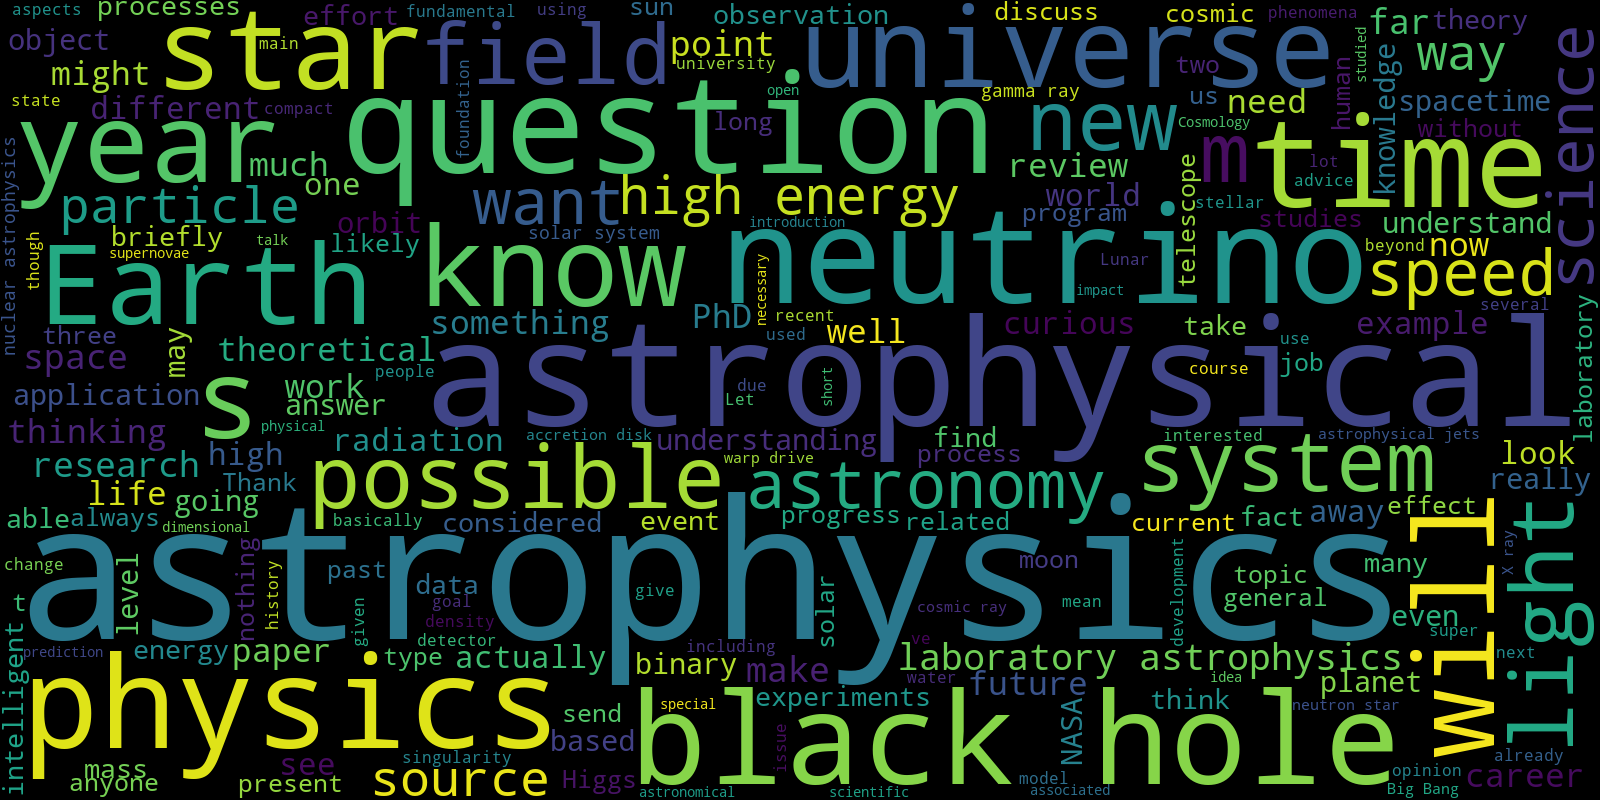 aspects
processes
effort
fundamental
using
sun
observation
discuss
cosmic
phenomena
far
theory
object
star
main
field
point
university
universe
two
studied
way
science
might
state
different
compact
foundation
open
gamma ray
us
need
human
knowledge
spacetime
year
question
long
new
Cosmology
m
time
without
much
one
review
lot
advice
nuclear astrophysics
particle
orbit
want
high energy
world
program
telescope
stellar
studies
understand
briefly
talk
supernovae
likely
solar system
introduction
though
Earth
know
neutrino
Lunar
impact
beyond
now
speed
several
three
space
may
something
PhD
necessary
recent
used
well
curious
take
use
job
example
laboratory
theoretical
people
application
s
work
answer
physical
astrophysical
due
Let
short
course
thinking
radiation
accretion disk
understanding
find
process
interested
astrophysical jets
research
high
Thank
possible
warp drive
astronomy
system
look
really
life
going
able
always
dimensional
basically
considered
event
progress
related
current
fact
away
effect
change
level
nothing
history
past
data
astrophysics
moon
development
topic
general
many
will
X ray
light
t
given
goal
density
detector
give
solar
cosmic ray
mean
even
super
intelligent
prediction
energy
paper
type
actually
including
ve
binary
make
laboratory astrophysics
water
idea
planet
next
physics
send
special
experiments
future
think
neutron star
based
issue
black hole
NASA
singularity
already
mass
see
anyone
present
source
Higgs
astronomical
scientific
model
associated
opinion
Big Bang
career